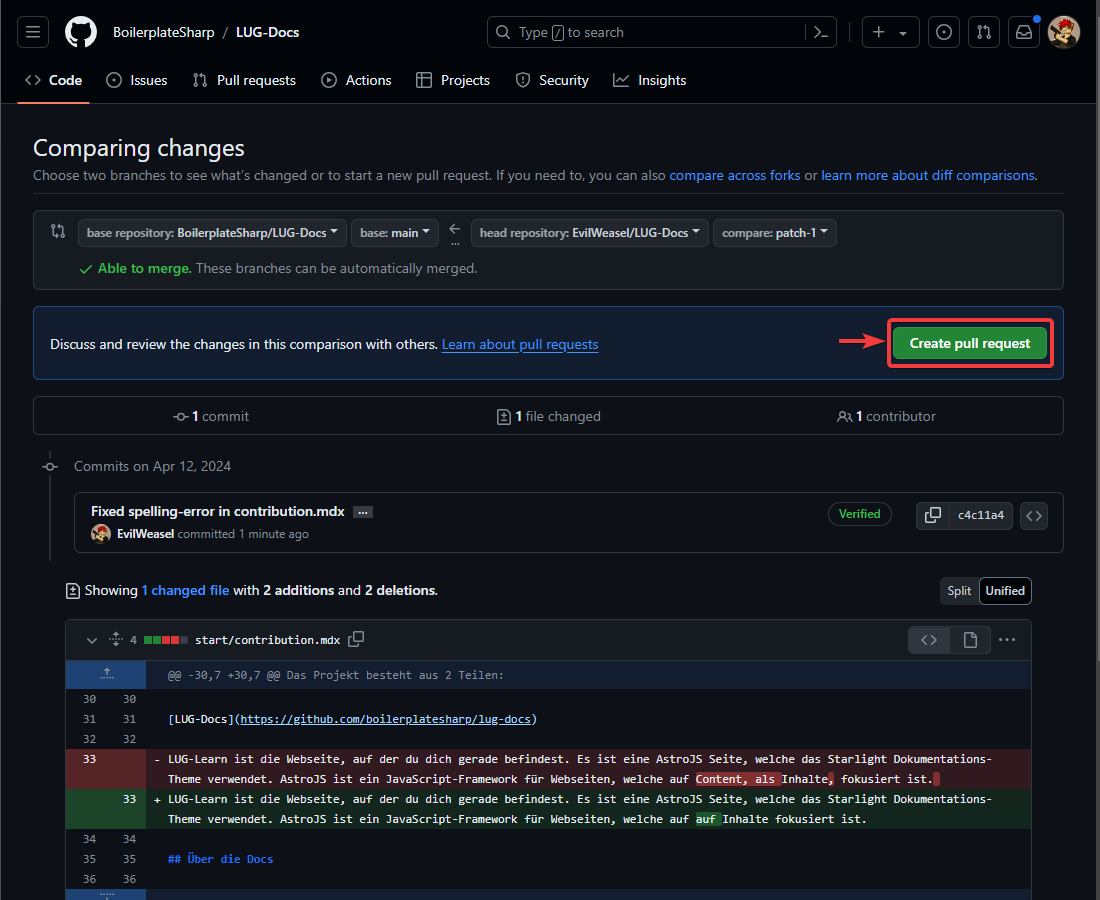 BoilerplateSharp / LUG-Docs
Type / to search
Code Issues Pull requests Actions Projects Security Insights
Comparing changes
Choose two branches to see what's changed or to start a new pull request. If you need to, you can also compare across forks or learn more about diff comparisons.
base repository: BoilerplateSharp/LUG-Docs base: main ... head repository: EvilWeasel/LUG-Docs compare: patch-1
Able to merge. These branches can be automatically merged.
Discuss and review the changes in this comparison with others. Learn about pull requests
Create pull request
1 commit 1 file changed 1 contributor
Commits on Apr 12, 2024
Fixed spelling-error in contribution.mdx ...
EvilWeasel committed 1 minute ago
Verified c4c11a4
Showing 1 changed file with 2 additions and 2 deletions.
Split Unified
4 start/contribution.mdx
@@ -30,7 +30,7 @@ Das Projekt besteht aus 2 Teilen:
30 30
31 31 [LUG-Docs](https://github.com/boilerplatesharp/lug-docs)
32 32
33 - LUG-Learn ist die Webseite, auf der du dich gerade befindest. Es ist eine AstroJS Seite, welche das Starlight Dokumentations-
Theme verwendet. AstroJS ist ein JavaScript-Framework für Webseiten, welche auf Content, als Inhalte, fokusiert ist.
33 + LUG-Learn ist die Webseite, auf der du dich gerade befindest. Es ist eine AstroJS Seite, welche das Starlight Dokumentations-
Theme verwendet. AstroJS ist ein JavaScript-Framework für Webseiten, welche auf auf Inhalte fokusiert ist.
34 34
35 35 ## Über die Docs
36 36